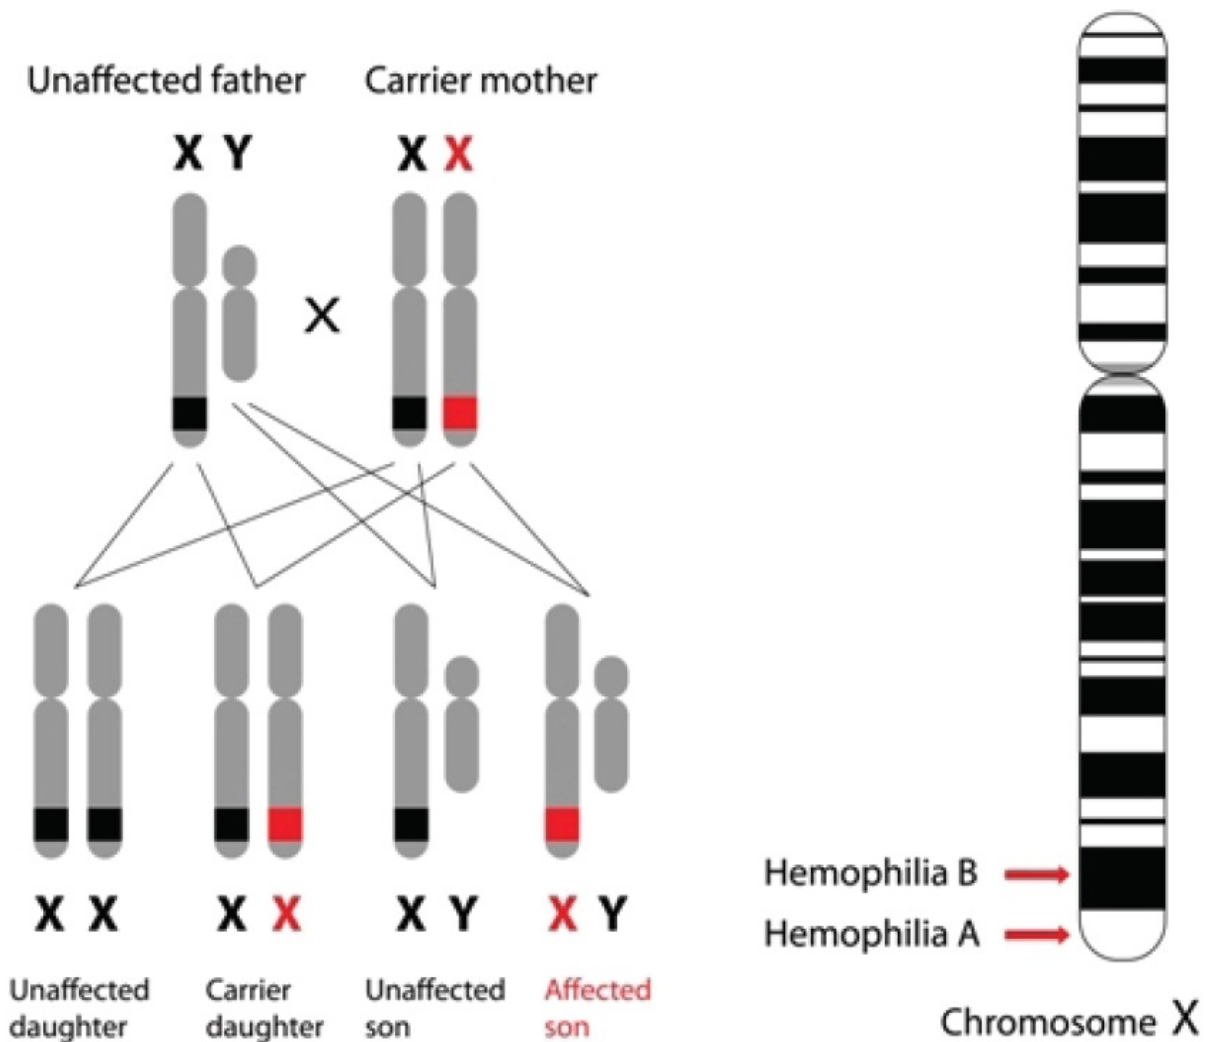 Unaffected father
Carrier mother
X Y
X X
X
X X
X X
X Y
X Y
Unaffected
daughter
Carrier
daughter
Unaffected
son
Affected
son
Hemophilia B
Hemophilia A
Chromosome X